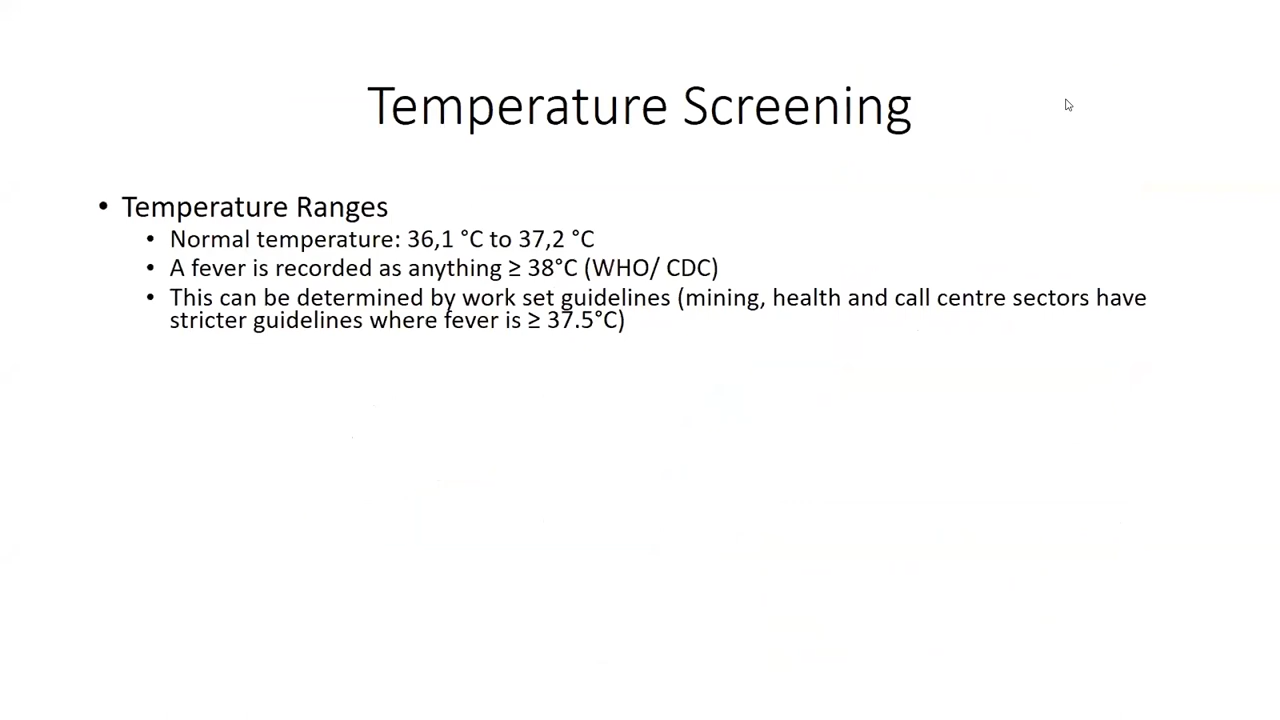 Temperature Screening
• Temperature Ranges
• Normal temperature: 36,1 °C to 37,2 °C
• A fever is recorded as anything ≥ 38°C (WHO/ CDC)
• This can be determined by work set guidelines (mining, health and call centre sectors have
stricter guidelines where fever is ≥ 37.5°C)